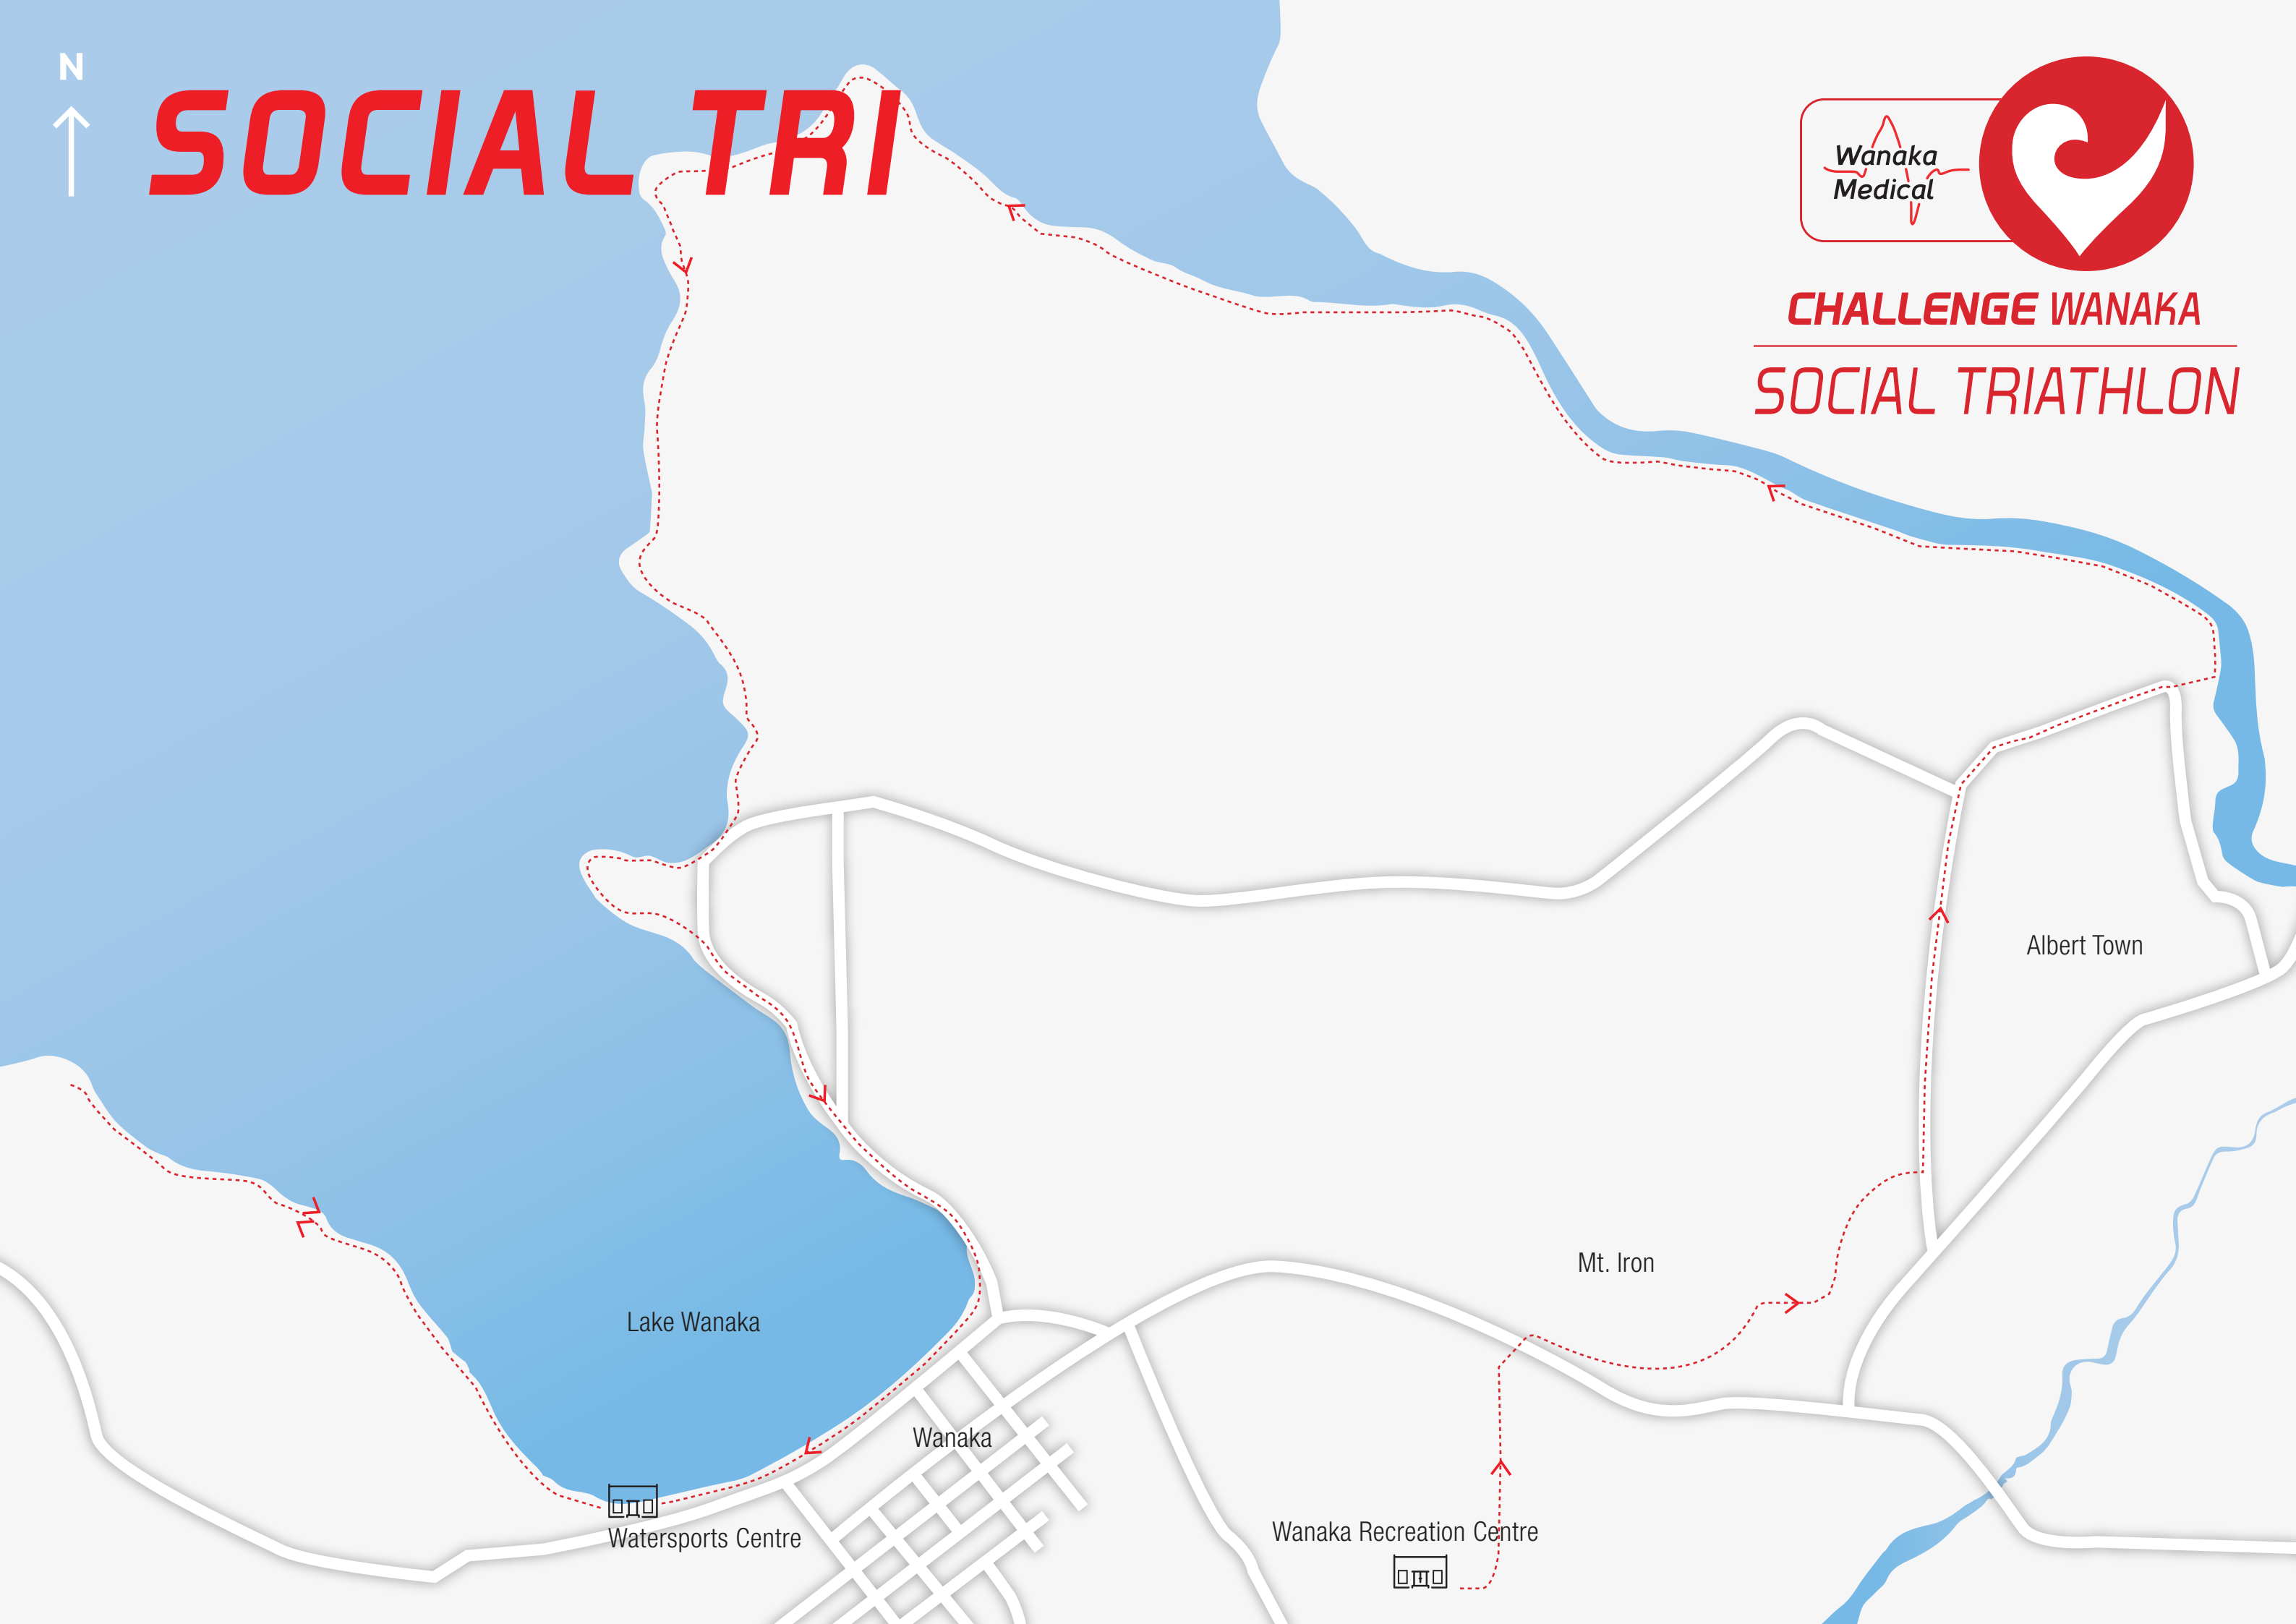 N
SOCIAL TRI
Wanaka
Medical
CHALLENGE WANAKA
SOCIAL TRIATHLON
Albert Town
Mt. Iron
Lake Wanaka
Wanaka
Wanaka Recreation Centre
Watersports Centre